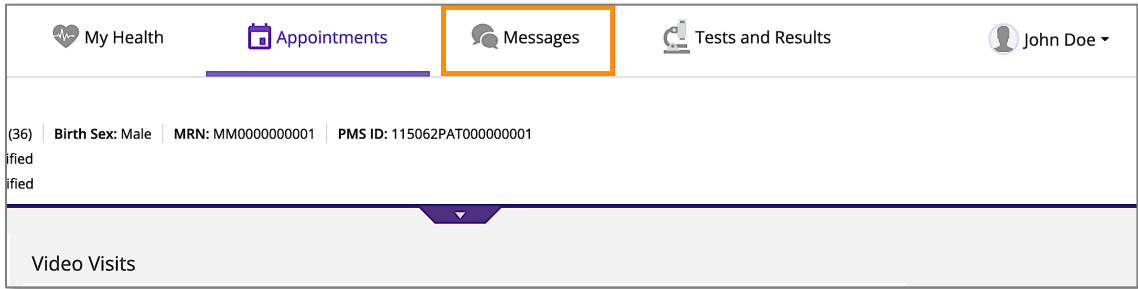 My Health Appointments Messages Tests and Results John Doe
(36) Birth Sex: Male MRN: MM0000000001 PMS ID: 115062PAT000000001
ified
ified
Video Visits